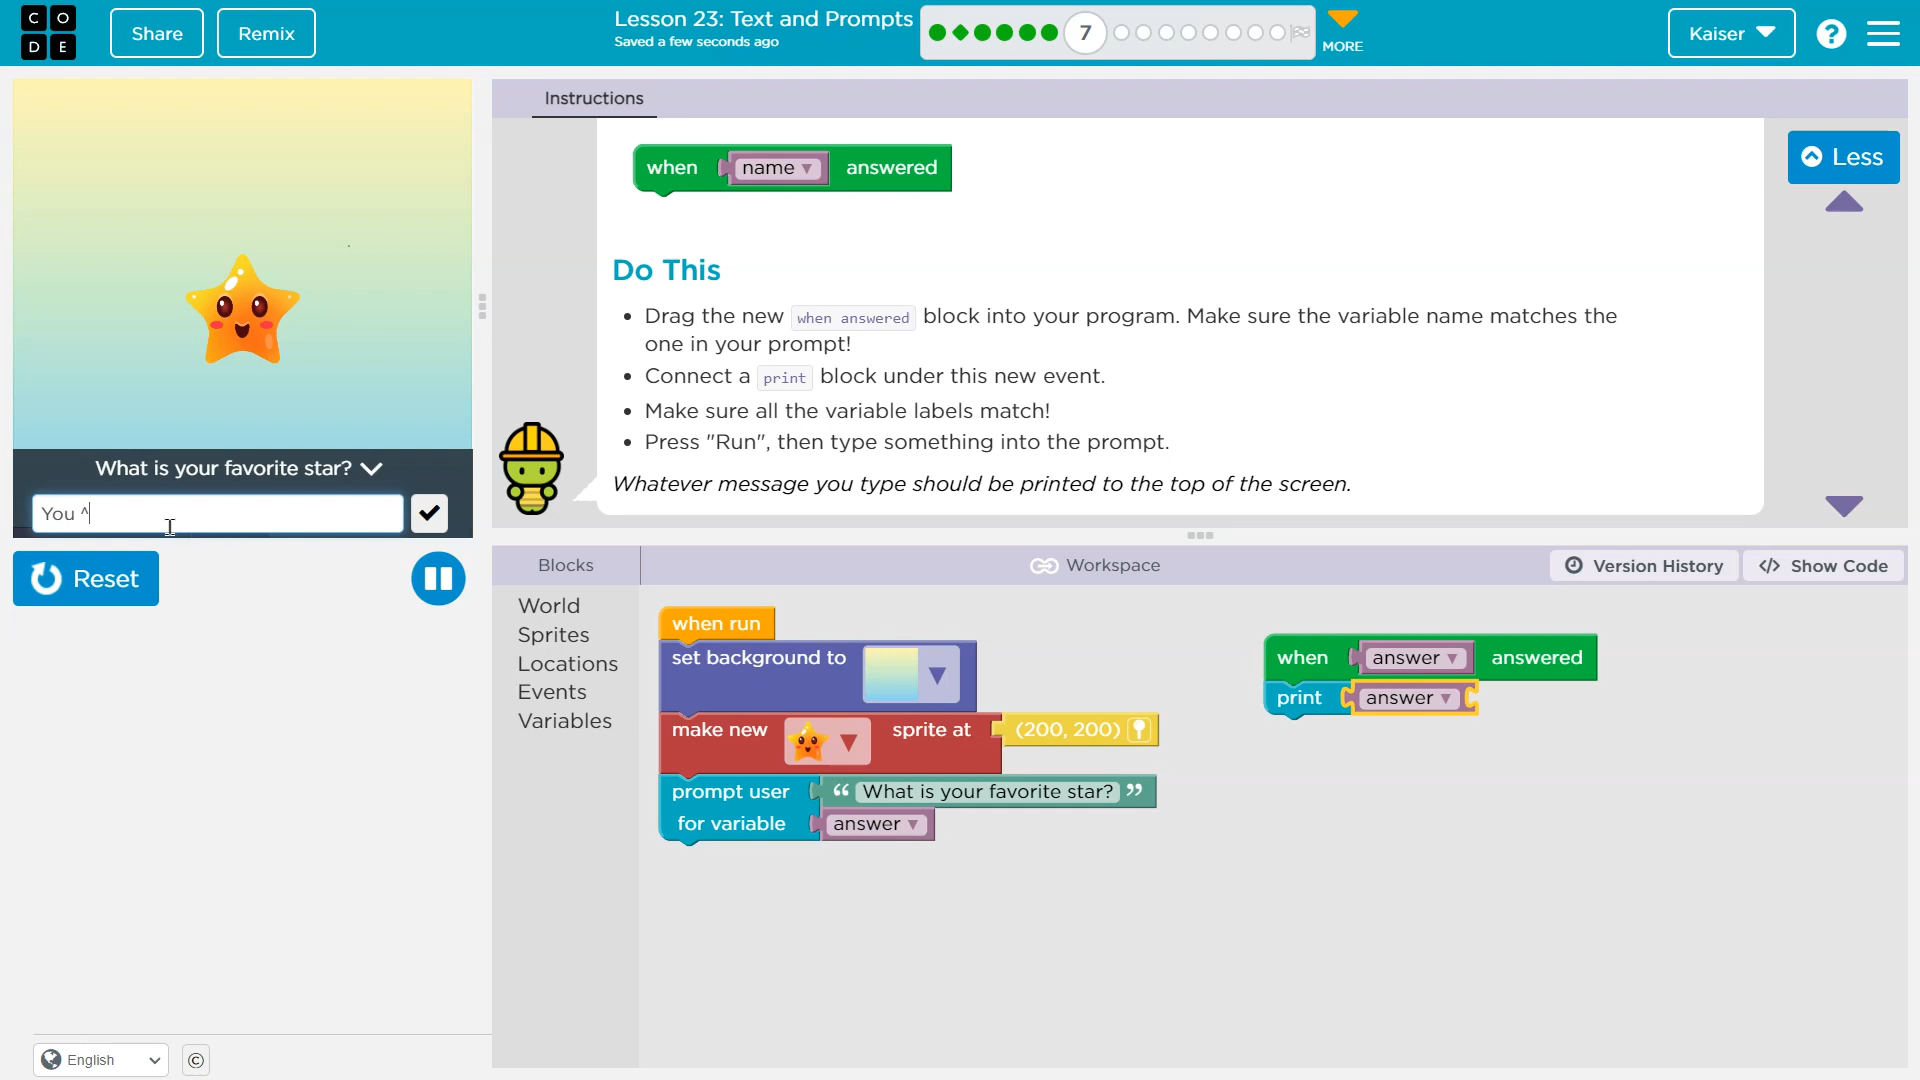 C O
D E
Share
Remix
Lesson 23: Text and Prompts
Saved a few seconds ago
7
MORE
Kaiser
?
Instructions
when name answered
Less
Do This
Drag the new when answered block into your program. Make sure the variable name matches the
one in your prompt!
Connect a print block under this new event.
Make sure all the variable labels match!
Press "Run", then type something into the prompt.
Whatever message you type should be printed to the top of the screen.
What is your favorite star?
You ^
Reset
Blocks
Workspace
Version History
</> Show Code
World
Sprites
Locations
Events
Variables
when run
set background to
make new sprite at (200, 200)
prompt user “ What is your favorite star? ”
for variable answer
when answer answered
print answer
English
©